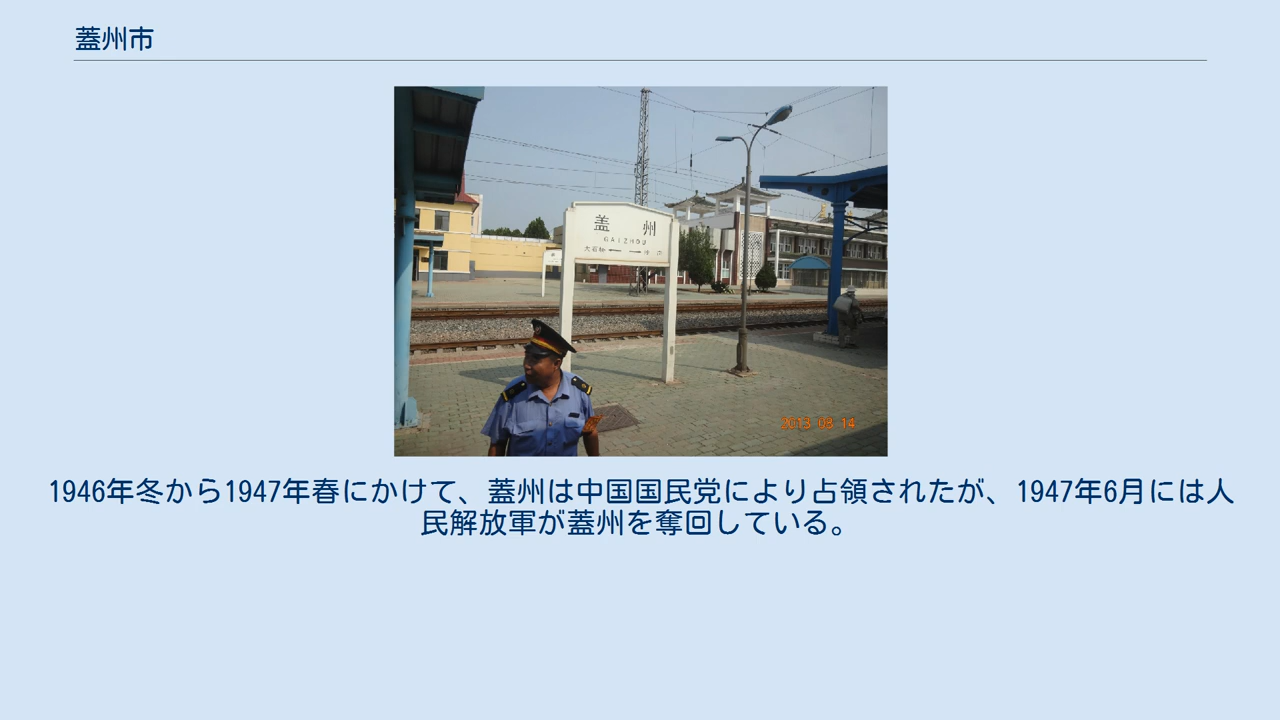 蓋州市
盖 州
GAIZHOU
2013 03 14
1946年冬から1947年春にかけて、蓋州は中国国民党により占領されたが、1947年6月には人
民解放軍が蓋州を奪回している。